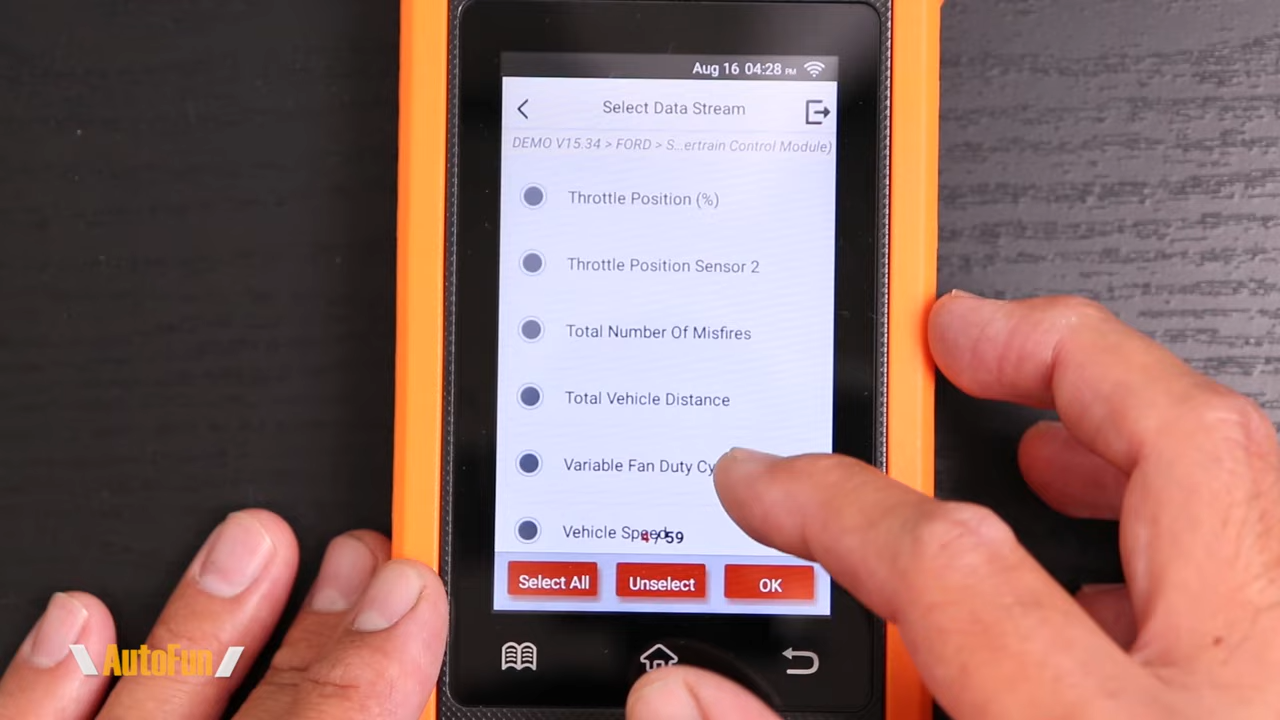 Aug 16 04:28 PM
Select Data Stream
DEMO V15.34 > FORD > S...ertrain Control Module)
Throttle Position (%)
Throttle Position Sensor 2
Total Number Of Misfires
Total Vehicle Distance
Variable Fan Duty
Vehicle Speed
4 / 59
Select All
Unselect
OK
AutoFun